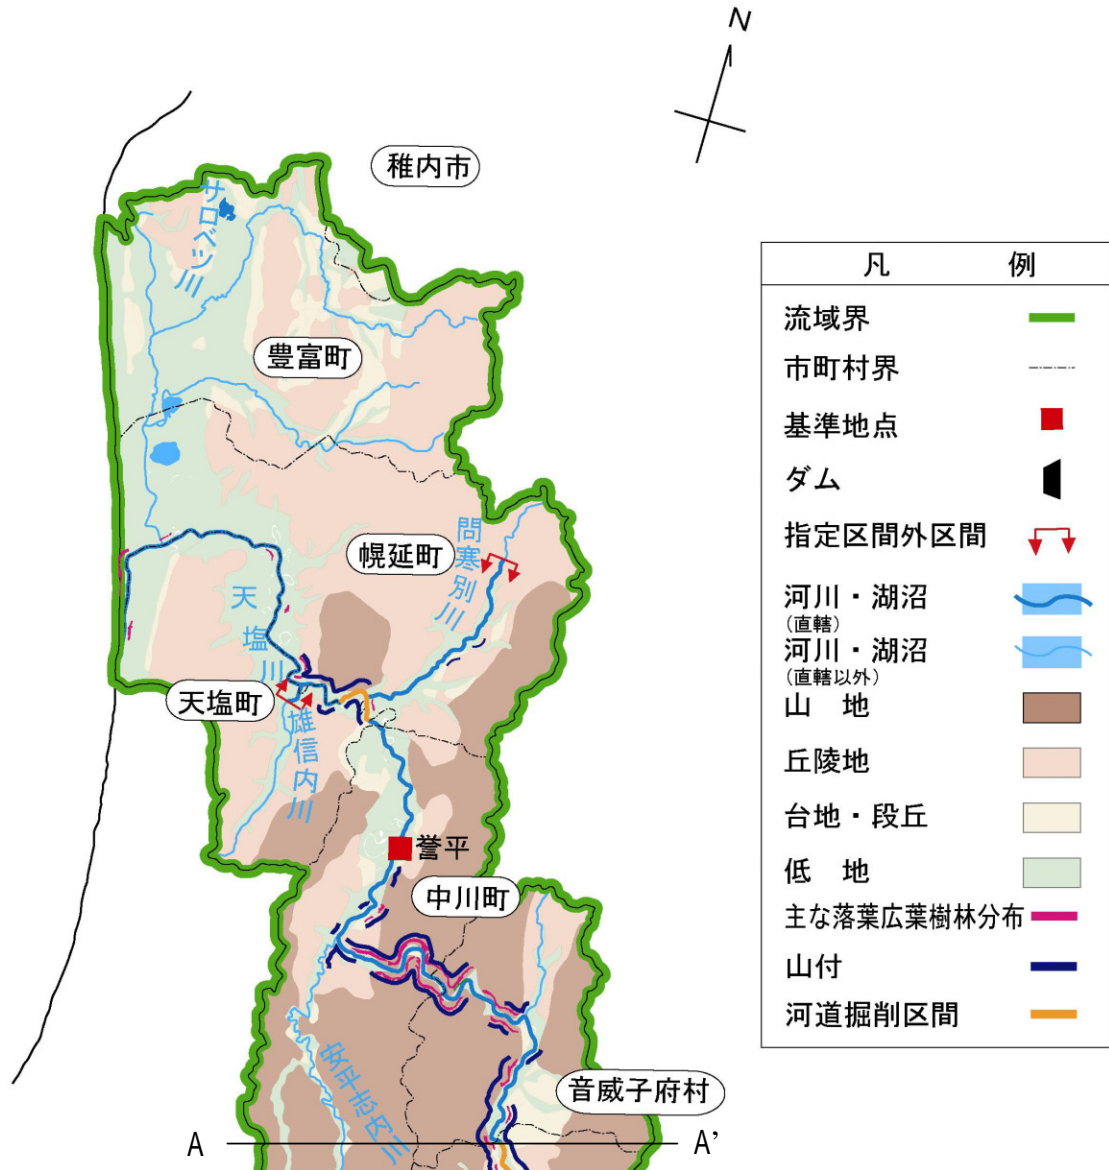 N
稚内市
サロベツ川
豊富町
幌延町
問寒別川
天塩川
天塩町
雄信内川
誉平
中川町
安平志内川
音威子府村
A
A’
凡 例
流域界
市町村界
基準地点
ダム
指定区間外区間
河川・湖沼
(直轄)
河川・湖沼
(直轄以外)
山 地
丘陵地
台地・段丘
低 地
主な落葉広葉樹林分布
山付
河道掘削区間